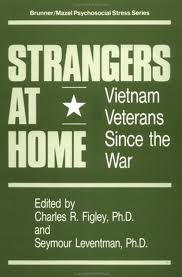 Brunner/Mazel Psychosocial Stress Series
STRANGERS
AT
HOME
Vietnam
Veterans
Since the
War
Edited by
Charles R. Figley, Ph.D.
and
Seymour Leventman, Ph.D.